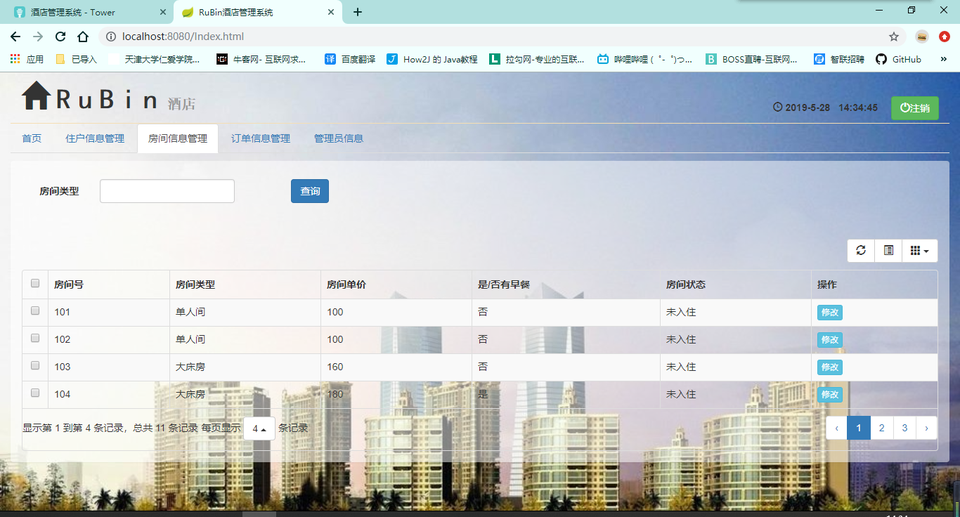 酒店管理系统 - Tower
RuBin酒店管理系统
localhost:8080/Index.html
应用
已导入
天津大学仁爱学院...
牛客网- 互联网求...
百度翻译
How2J 的 Java教程
拉勾网-专业的互联...
哔哩哔哩 (゜-゜)つ...
BOSS直聘-互联网...
智联招聘
GitHub
»
RuBin 酒店
2019-5-28 14:34:45
注销
首页
住户信息管理
房间信息管理
订单信息管理
管理员信息
房间类型
查询
房间号 房间类型 房间单价 是/否有早餐 房间状态 操作
101 单人间 100 否 未入住 修改
102 单人间 100 否 未入住 修改
103 大床房 160 否 未入住 修改
104 大床房 180 是 未入住 修改
显示第 1 到第 4 条记录，总共 11 条记录 每页显示 4 条记录
‹ 1 2 3 ›